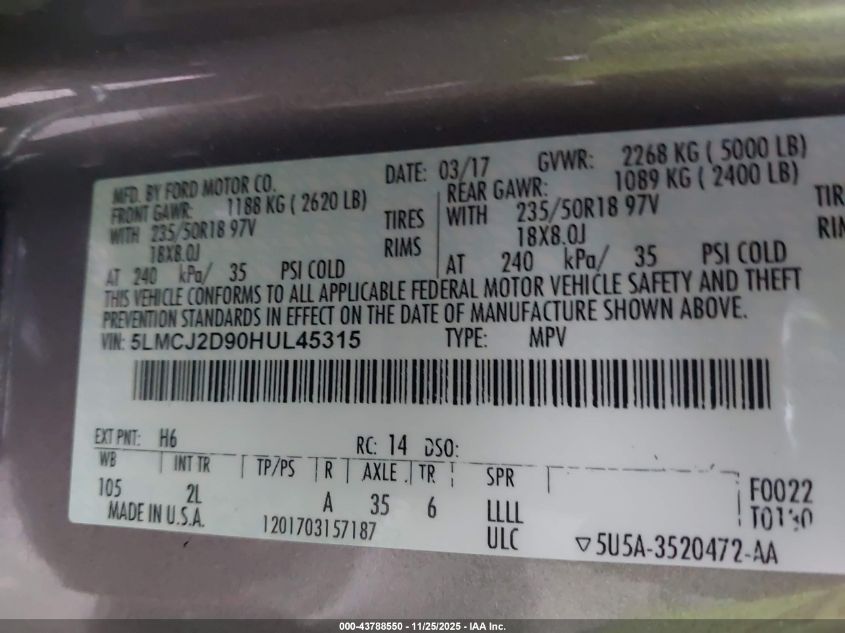 MFD. BY FORD MOTOR CO. DATE: 03/17 GVWR: 2268 KG ( 5000 LB)
FRONT GAWR: 1188 KG ( 2620 LB) REAR GAWR: 1089 KG ( 2400 LB)
WITH 235/50R18 97V TIRES WITH 235/50R18 97V TIR
18X8.0J RIMS 18X8.0J RIM
AT 240 kPa/ 35 PSI COLD AT 240 kPa/ 35 PSI COLD
THIS VEHICLE CONFORMS TO ALL APPLICABLE FEDERAL MOTOR VEHICLE SAFETY AND THEFT
PREVENTION STANDARDS IN EFFECT ON THE DATE OF MANUFACTURE SHOWN ABOVE.
VIN: 5LMCJ2D90HUL45315 TYPE: MPV
EXT PNT: H6 RC: 14 DSO:
WB INT TR TP/PS R AXLE TR SPR
105 2L A 35 6 LLLL F0022
MADE IN U.S.A. 1201703157187 ULC ▽5U5A-3520472-AA
000-43788550 - 11/25/2025 - IAA Inc.